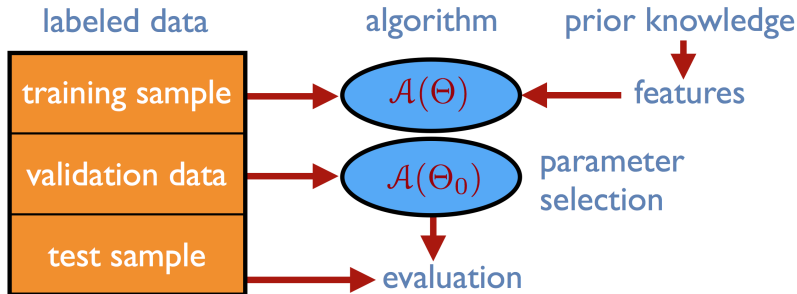 labeled data
algorithm
prior knowledge
training sample
𝒜(Θ)
features
validation data
𝒜(Θ₀)
parameter
selection
test sample
evaluation